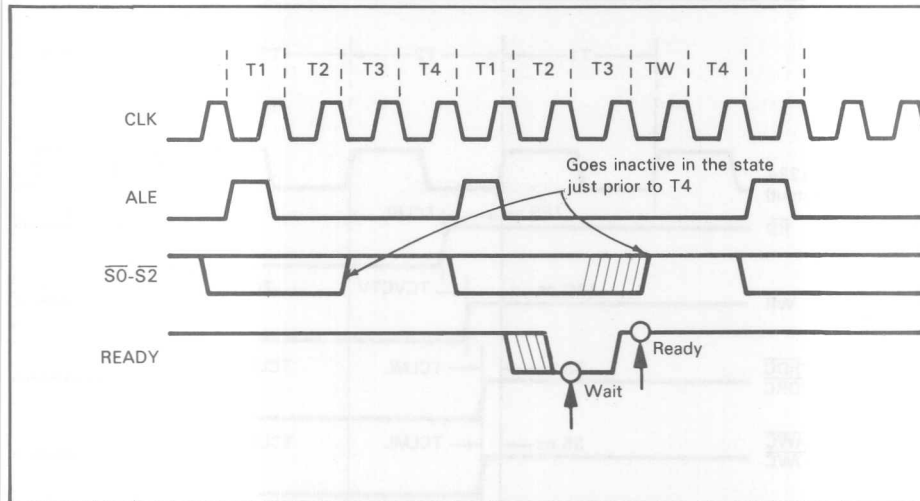 T1 T2 T3 T4 T1 T2 T3 TW T4
CLK
Goes inactive in the state
just prior to T4
ALE
S0-S2
READY
Ready
Wait